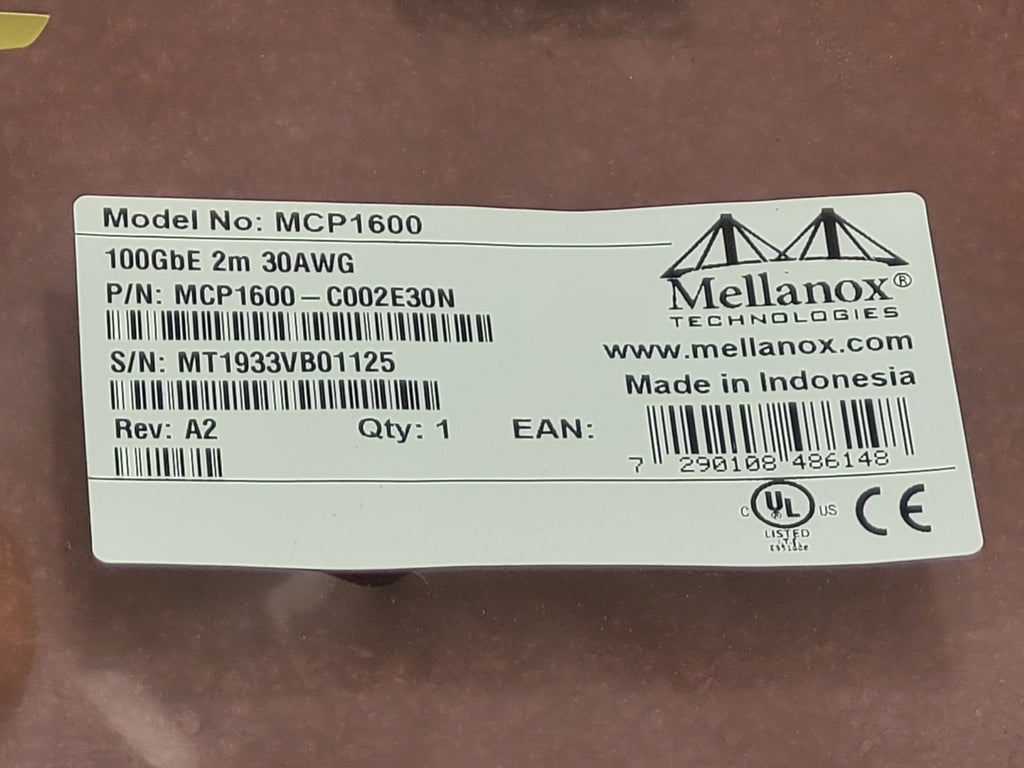 Model No: MCP1600
100GbE 2m 30AWG
P/N: MCP1600-C002E30N
S/N: MT1933VB01125
Rev: A2
Qty: 1
EAN:
Mellanox®
TECHNOLOGIES
www.mellanox.com
Made in Indonesia
7 290108 486148
C UL US
LISTED
I.T.E.
CE